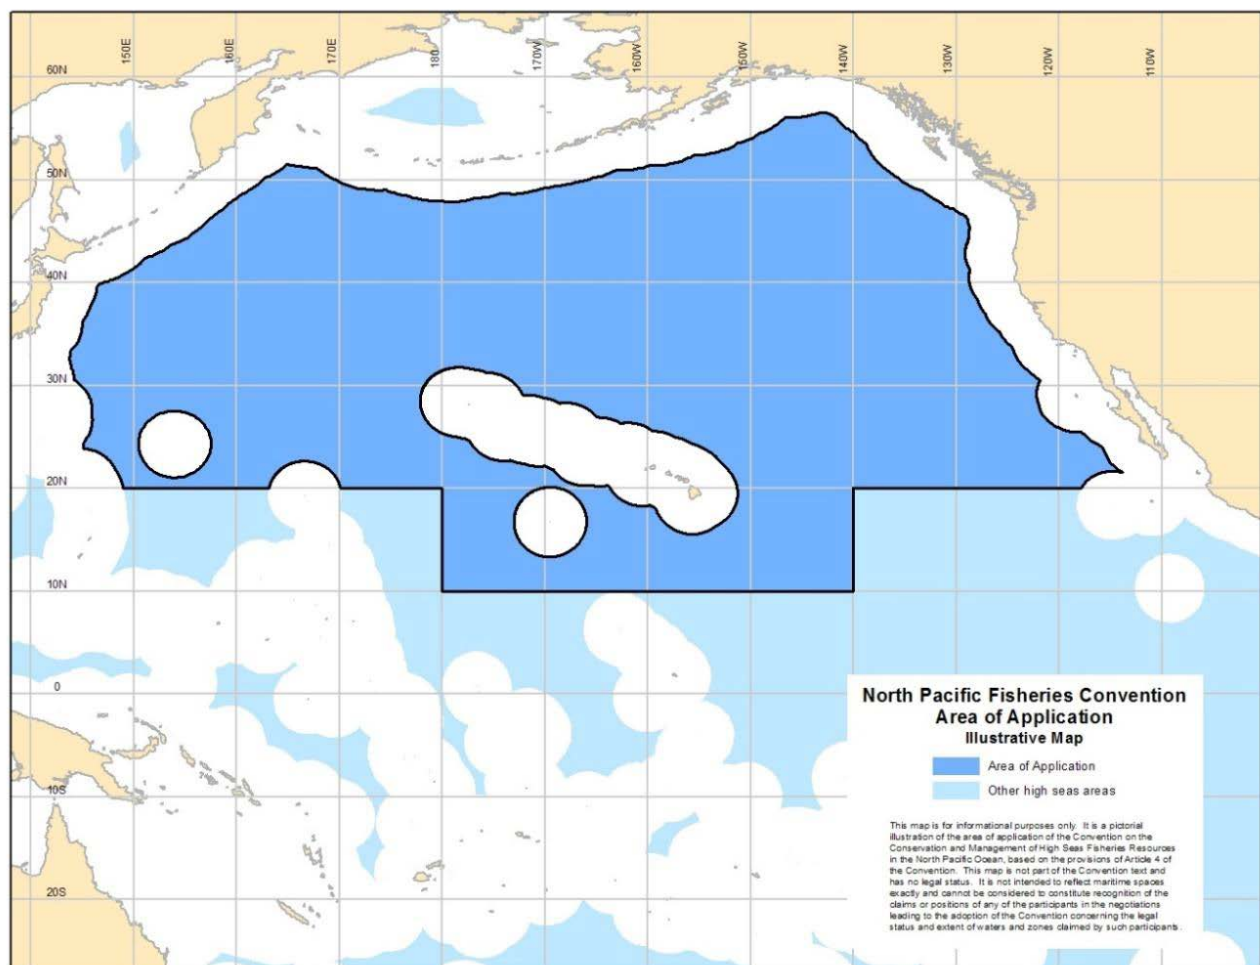 150E
160E
170E
180
170W
160W
150W
140W
130W
120W
110W
60N
50N
40N
30N
20N
10N
0
10S
20S
North Pacific Fisheries Convention
Area of Application
Illustrative Map
Area of Application
Other high seas areas
This map is for informational purposes only. It is a pictorial
illustration of the area of application of the Convention on the
Conservation and Management of High Seas Fisheries Resources
in the North Pacific Ocean, based on the provisions of Article 4 of
the Convention. This map is not part of the Convention text and
has no legal status. It is not intended to reflect maritime spaces
exactly and cannot be considered to constitute recognition of the
claims or positions of any of the participants in the negotiations
leading to the adoption of the Convention concerning the legal
status and extent of waters and zones claimed by such participants.